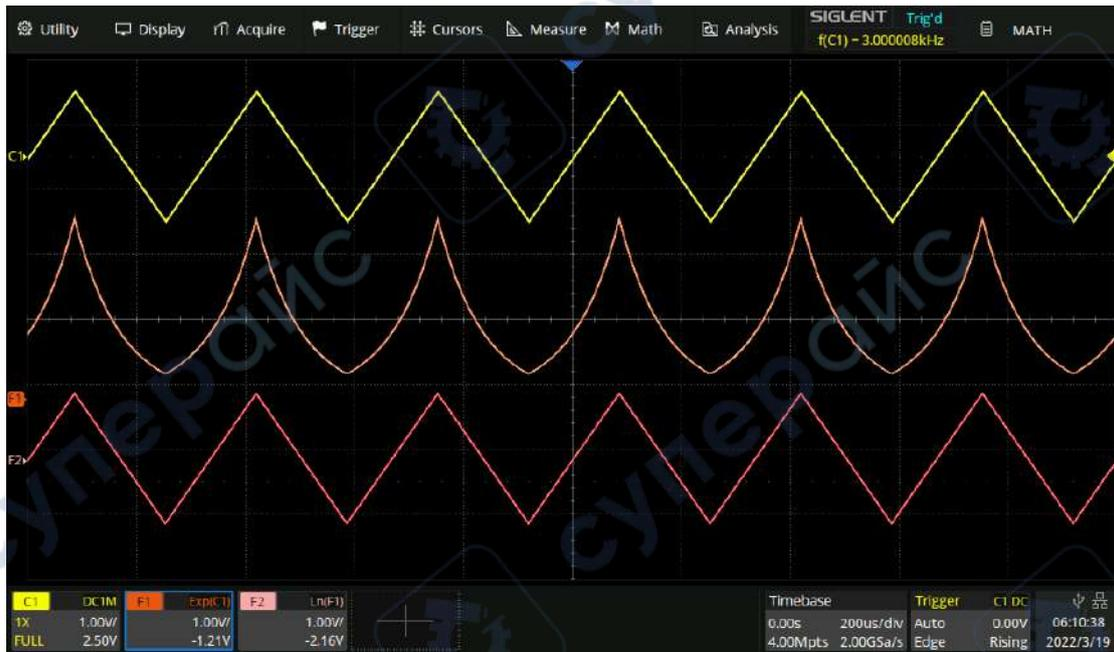 Utility Display Acquire Trigger Cursors Measure Math Analysis
SIGLENT Trig'd
f(C1) = 3.000008kHz
MATH
C1
F1
F2
C1 DC1M
1X 1.00V/
FULL 2.50V
F1 Exp(C1)
1.00V/
-1.21V
F2 Ln(F1)
1.00V/
-2.16V
Timebase
0.00s 200us/div
4.00Mpts 2.00GSa/s
Trigger C1 DC
Auto 0.00V
Edge Rising
06:10:38
2022/3/19
суперайс
суперайс